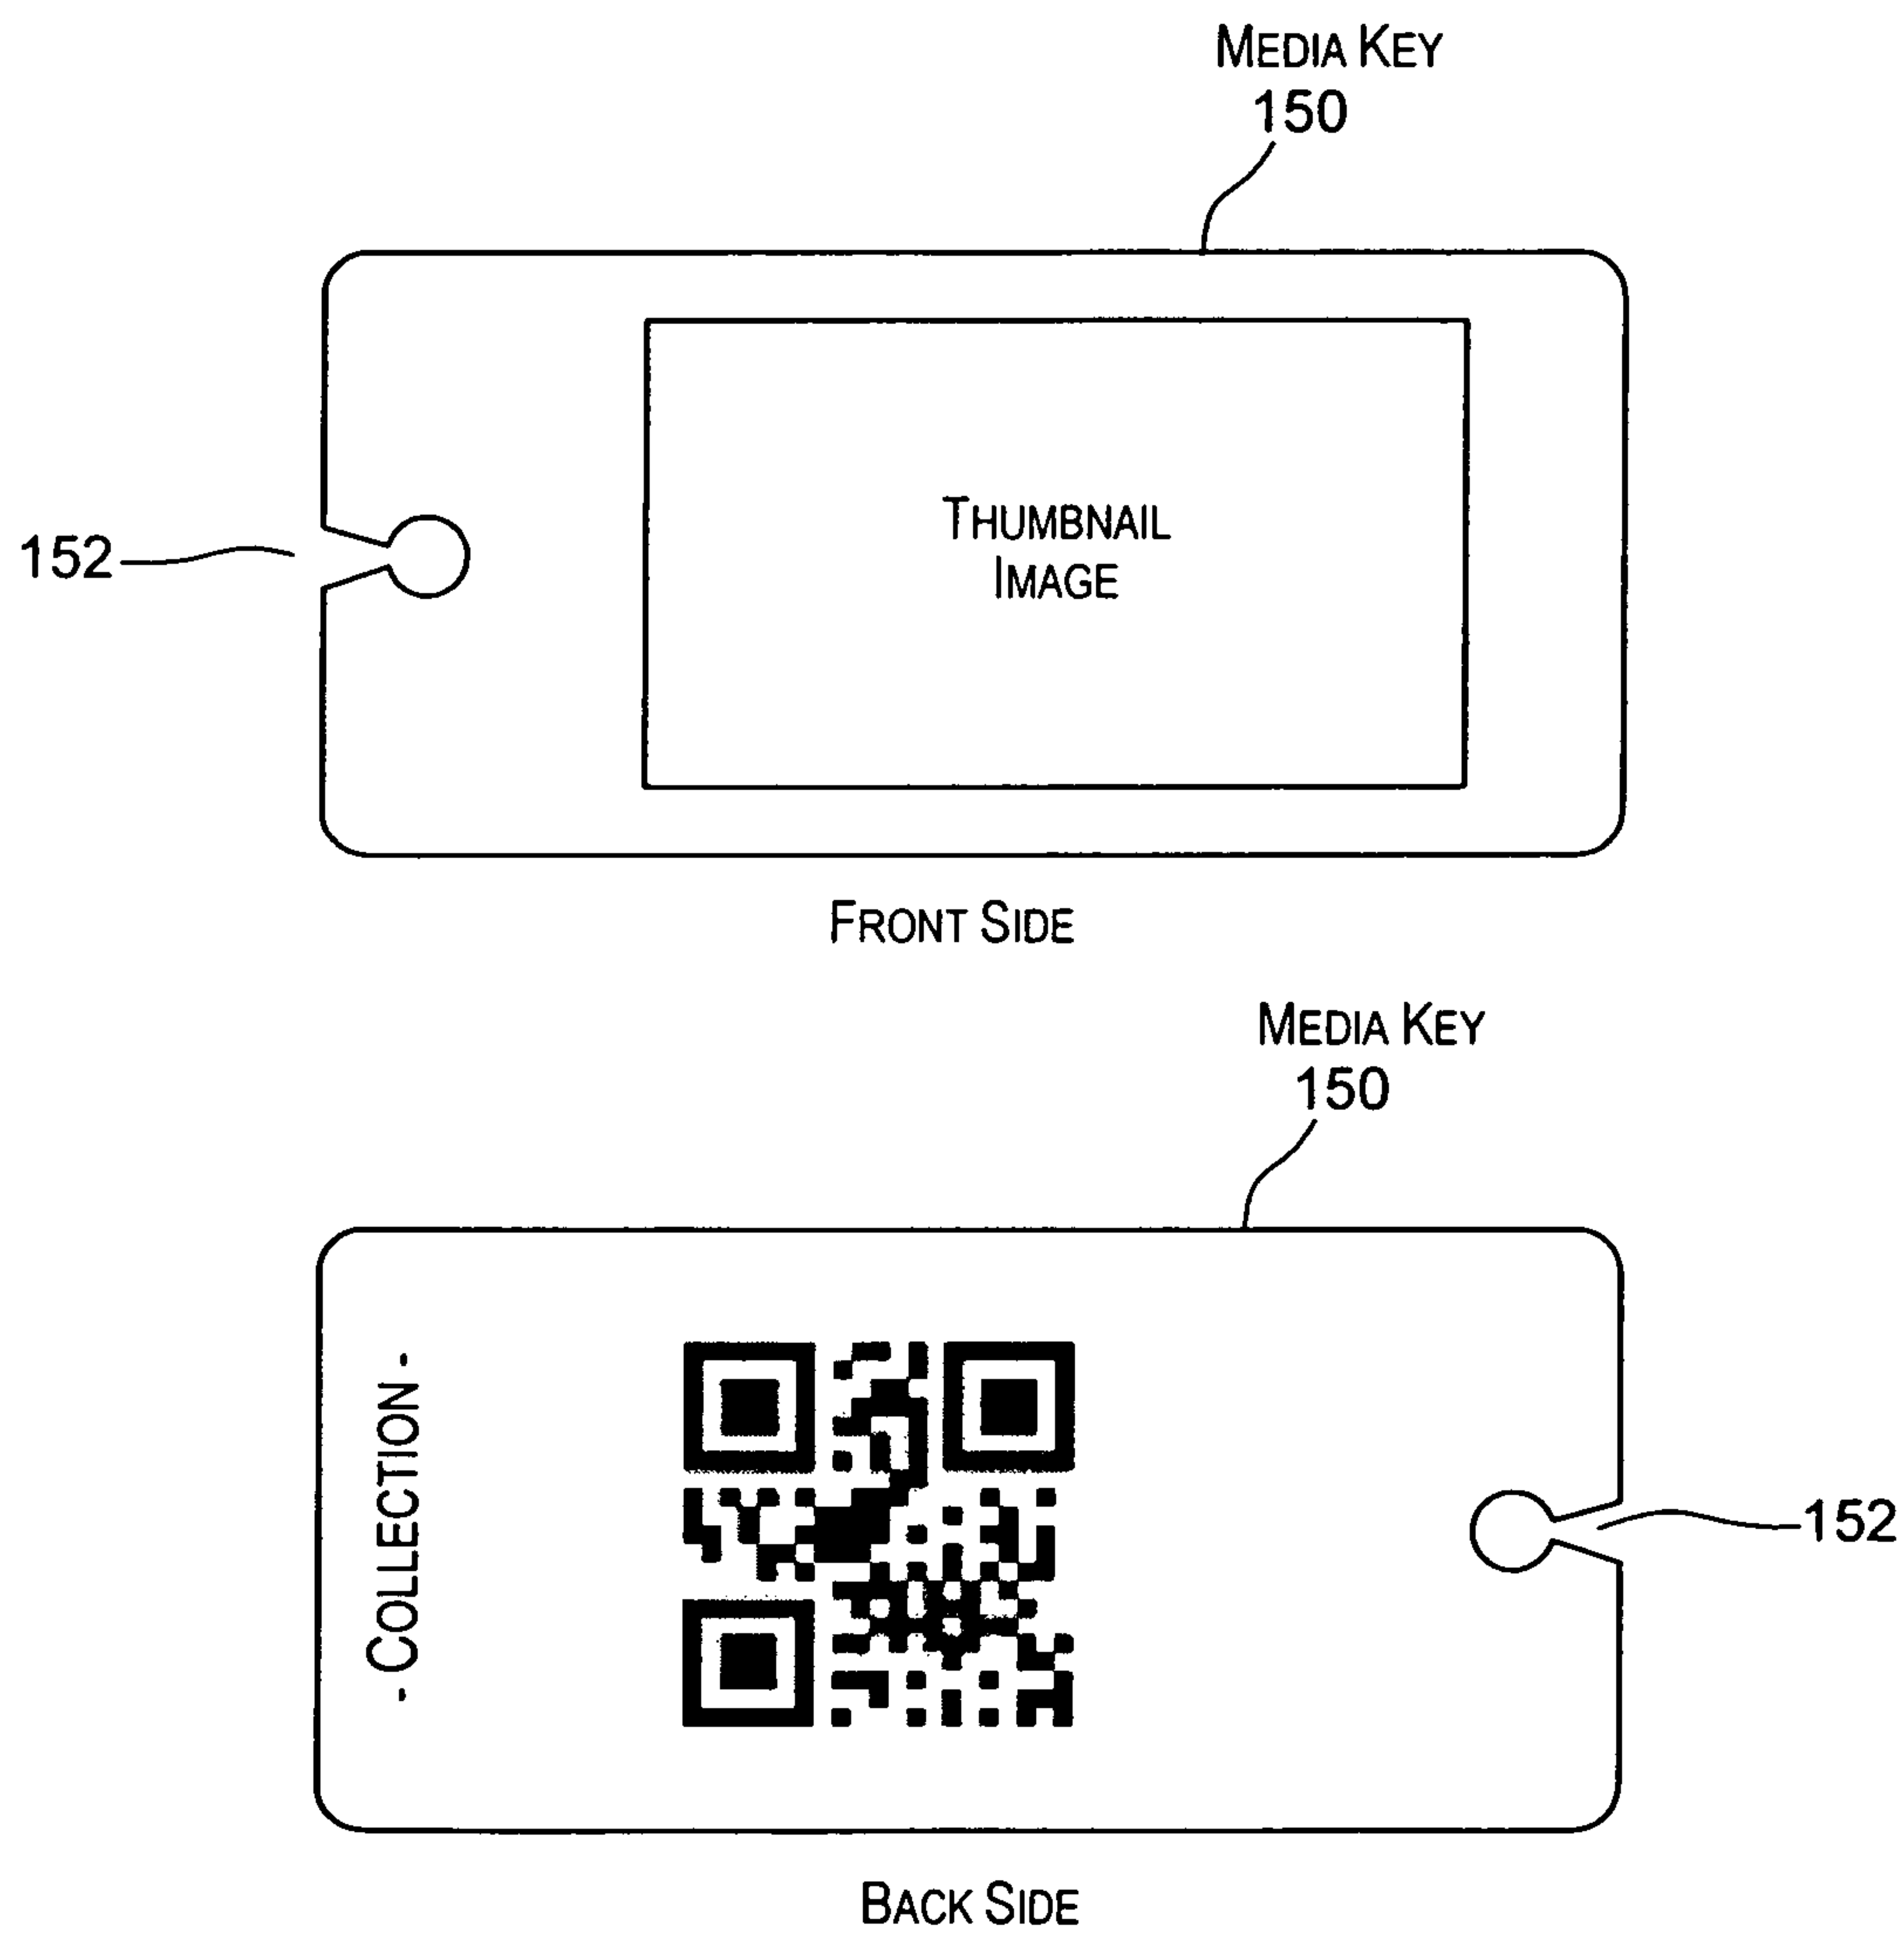 MEDIA KEY
150
152
THUMBNAIL
IMAGE
FRONT SIDE
MEDIA KEY
150
- COLLECTION -
152
BACK SIDE